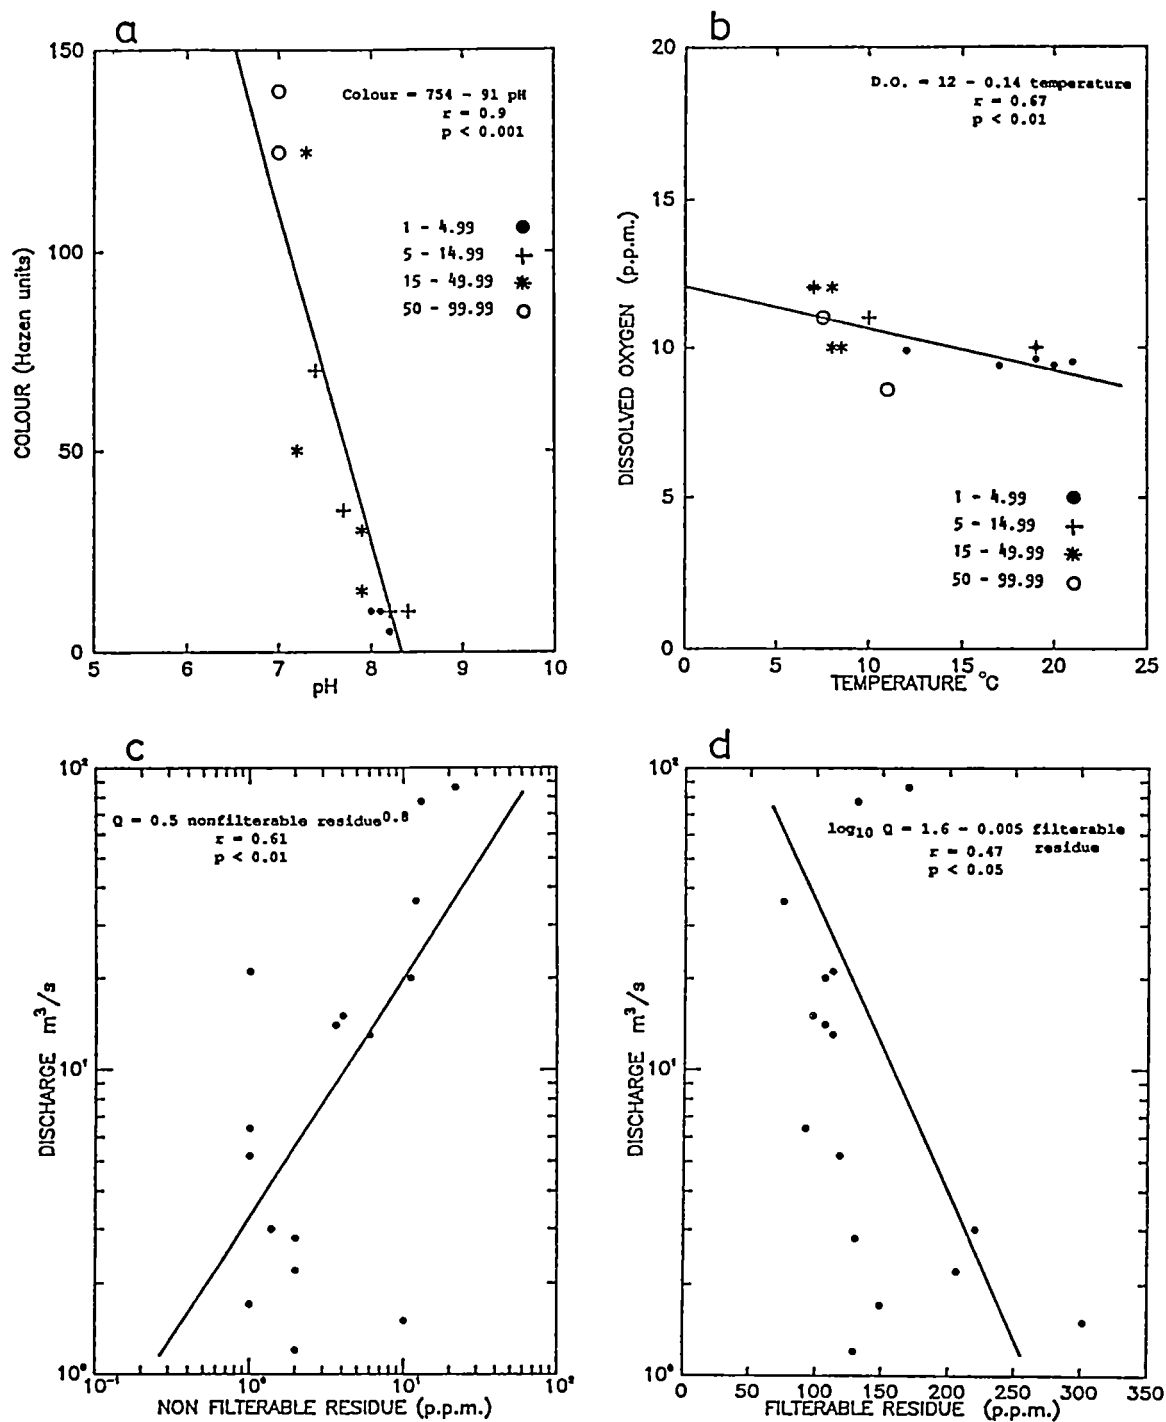 a
150
100
50
0
COLOUR (Hazen units)
Colour = 754 - 91 pH
r = 0.9
p < 0.001
1 - 4.99
5 - 14.99
15 - 49.99
50 - 99.99
5 6 7 8 9 10
pH
b
20
15
10
5
0
DISSOLVED OXYGEN (p.p.m.)
D.O. = 12 - 0.14 temperature
r = 0.67
p < 0.01
1 - 4.99
5 - 14.99
15 - 49.99
50 - 99.99
0 5 10 15 20 25
TEMPERATURE °C
c
10²
10¹
10⁰
DISCHARGE m³/s
Q = 0.5 nonfilterable residue⁰·⁸
r = 0.61
p < 0.01
10⁻¹ 10⁰ 10¹ 10²
NON FILTERABLE RESIDUE (p.p.m.)
d
10²
10¹
10⁰
DISCHARGE m³/s
log₁₀ Q = 1.6 - 0.005 filterable
residue
r = 0.47
p < 0.05
0 50 100 150 200 250 300 350
FILTERABLE RESIDUE (p.p.m.)